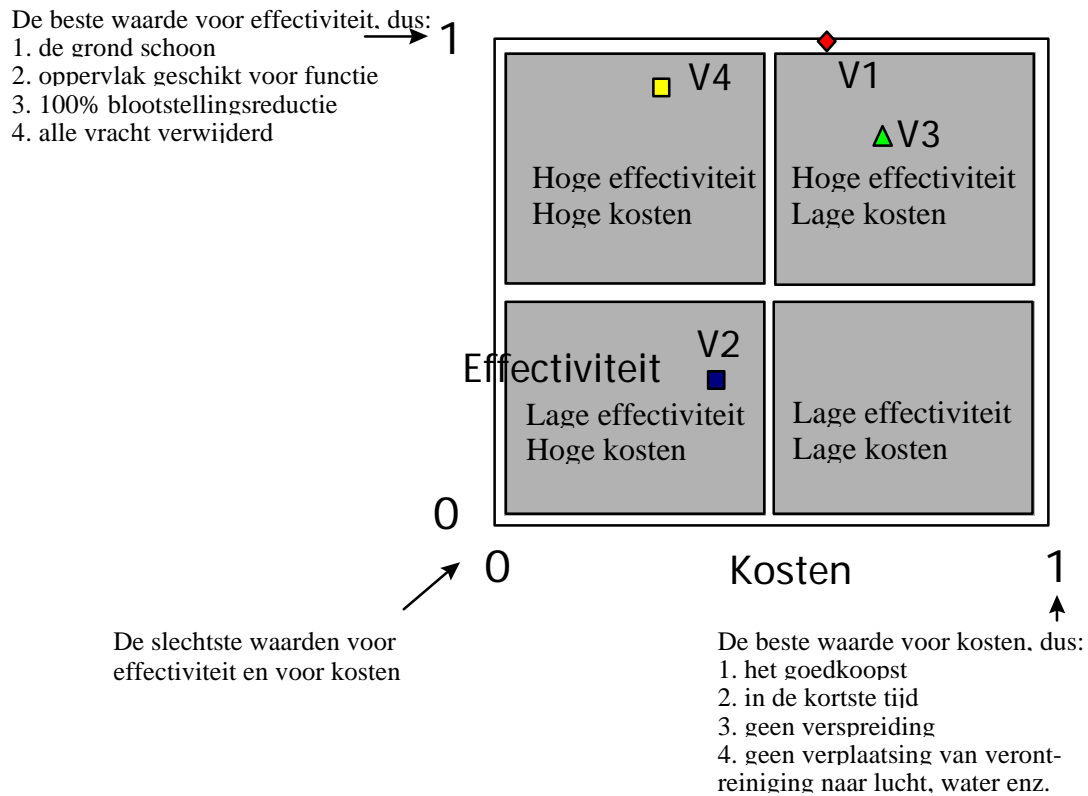 De beste waarde voor effectiviteit, dus:
1. de grond schoon
2. oppervlak geschikt voor functie
3. 100% blootstellingsreductie
4. alle vracht verwijderd
1
V4
V1
V3
Hoge effectiviteit
Hoge kosten
Hoge effectiviteit
Lage kosten
V2
Effectiviteit
Lage effectiviteit
Hoge kosten
Lage effectiviteit
Lage kosten
0
0
Kosten
1
De slechtste waarden voor
effectiviteit en voor kosten
De beste waarde voor kosten, dus:
1. het goedkoopst
2. in de kortste tijd
3. geen verspreiding
4. geen verplaatsing van veront-
reiniging naar lucht, water enz.